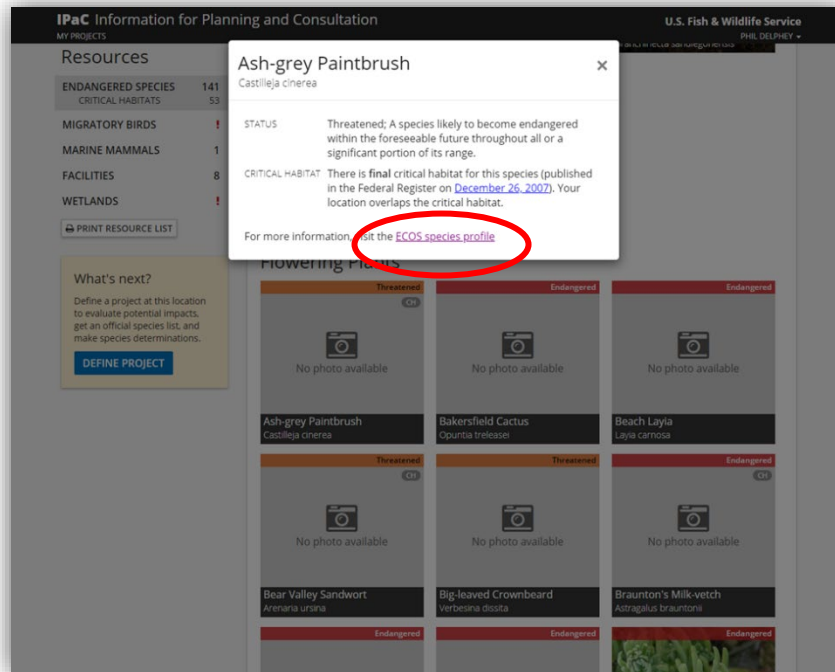 IPaC Information for Planning and Consultation
U.S. Fish & Wildlife Service
MY PROJECTS
PHIL DELPHEY
Resources
ENDANGERED SPECIES 141
CRITICAL HABITATS 53
MIGRATORY BIRDS !
MARINE MAMMALS 1
FACILITIES 8
WETLANDS !
PRINT RESOURCE LIST
What's next?
Define a project at this location
to evaluate potential impacts,
get an official species list, and
make species determinations.
DEFINE PROJECT
Ash-grey Paintbrush ×
Castilleja cinerea
STATUS Threatened; A species likely to become endangered
within the foreseeable future throughout all or a
significant portion of its range.
CRITICAL HABITAT There is final critical habitat for this species (published
in the Federal Register on December 26, 2007). Your
location overlaps the critical habitat.
For more information, visit the ECOS species profile
Flowering Plants
Threatened
CH
No photo available
Ash-grey Paintbrush
Castilleja cinerea
Endangered
No photo available
Bakersfield Cactus
Opuntia treleasei
Endangered
No photo available
Beach Layia
Layia carnosa
Threatened
CH
No photo available
Bear Valley Sandwort
Arenaria ursina
Threatened
No photo available
Big-leaved Crownbeard
Verbesina dissita
Endangered
CH
No photo available
Braunton's Milk-vetch
Astragalus brauntonii
Endangered
Endangered
Endangered